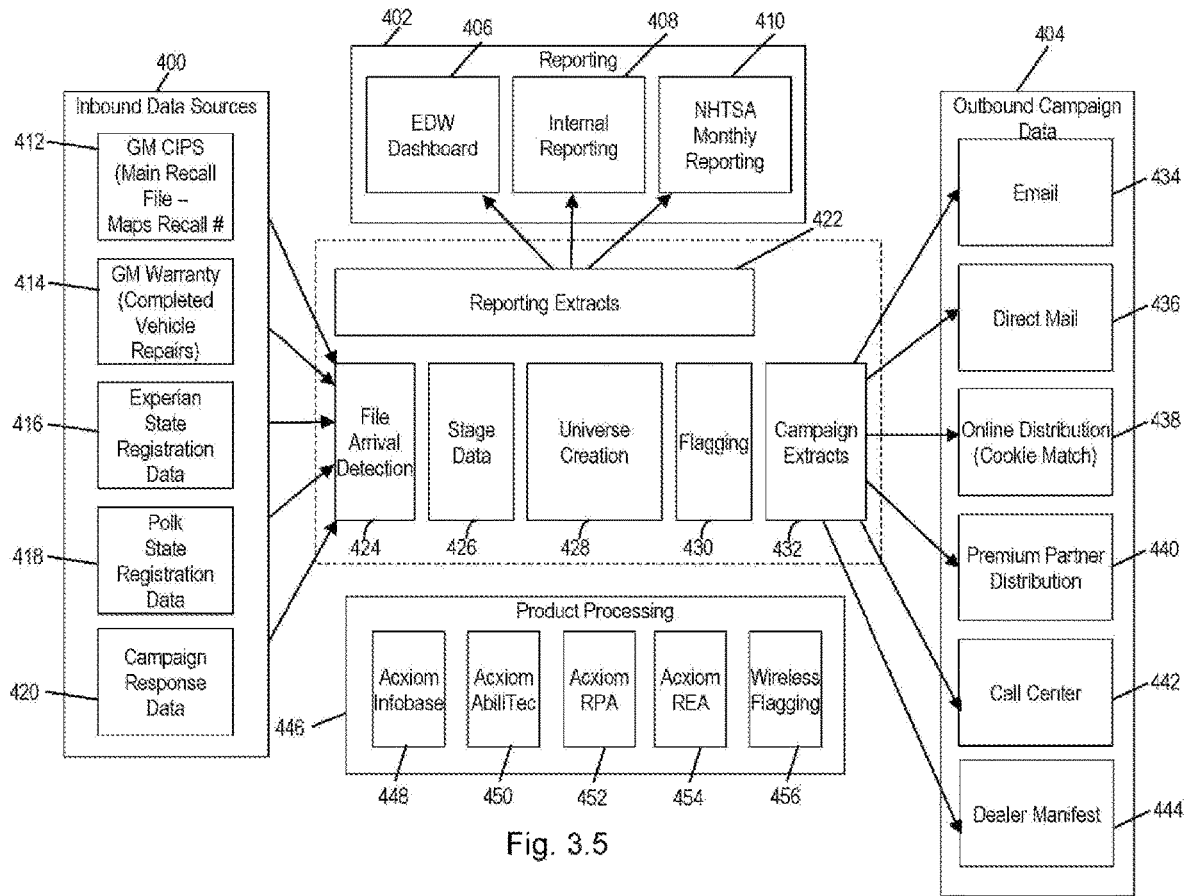 402
406
408
410
400
404
Reporting
Inbound Data Sources
Outbound Campaign
Data
EDW
Dashboard
Internal
Reporting
NHTSA
Monthly
Reporting
412
GM CIPS
(Main Recall
File –
Maps Recall #
414
GM Warranty
(Completed
Vehicle
Repairs)
416
Experian
State
Registration
Data
418
Polk
State
Registration
Data
420
Campaign
Response
Data
422
Reporting Extracts
File
Arrival
Detection
Stage
Data
Universe
Creation
Flagging
Campaign
Extracts
424
426
428
430
432
Email
434
Direct Mail
436
Online Distribution
(Cookie Match)
438
Premium Partner
Distribution
440
Call Center
442
Dealer Manifest
444
Product Processing
446
Acxiom
Infobase
Acxiom
AbiliTec
Acxiom
RPA
Acxiom
REA
Wireless
Flagging
448
450
452
454
456
Fig. 3.5